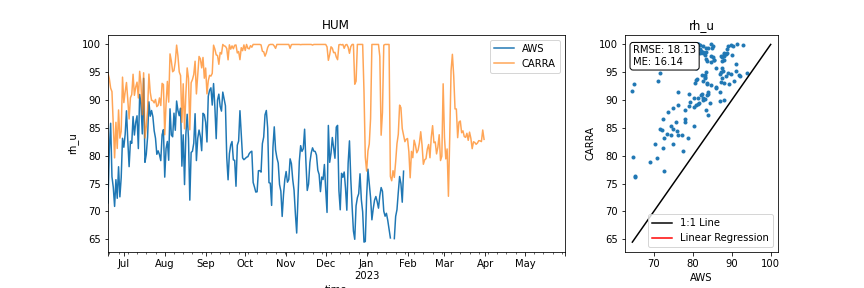 HUM
rh_u
100
95
90
85
80
75
70
65
rh_u
AWS
CARRA
Jul Aug Sep Oct Nov Dec Jan Feb Mar Apr May
2023
time
rh_u
100
95
90
85
80
75
70
65
CARRA
RMSE: 18.13
ME: 16.14
1:1 Line
Linear Regression
70 80 90 100
AWS